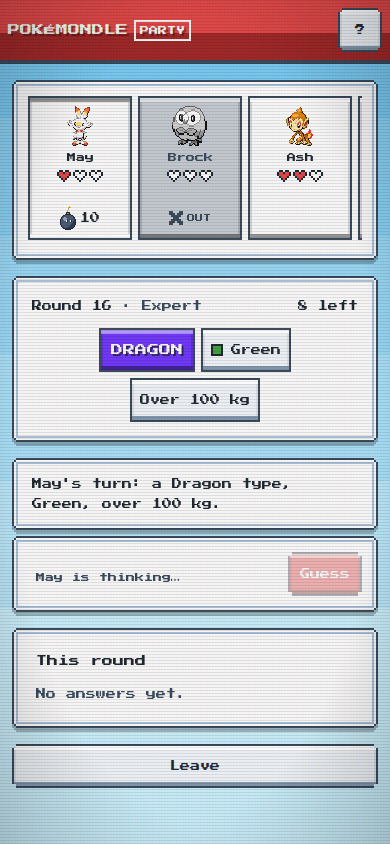 POKéMONDLE PARTY ?
May Brock Ash
10 OUT
Round 16 · Expert 8 left
DRAGON Green
Over 100 kg
May's turn: a Dragon type,
Green, over 100 kg.
May is thinking… Guess
This round
No answers yet.
Leave